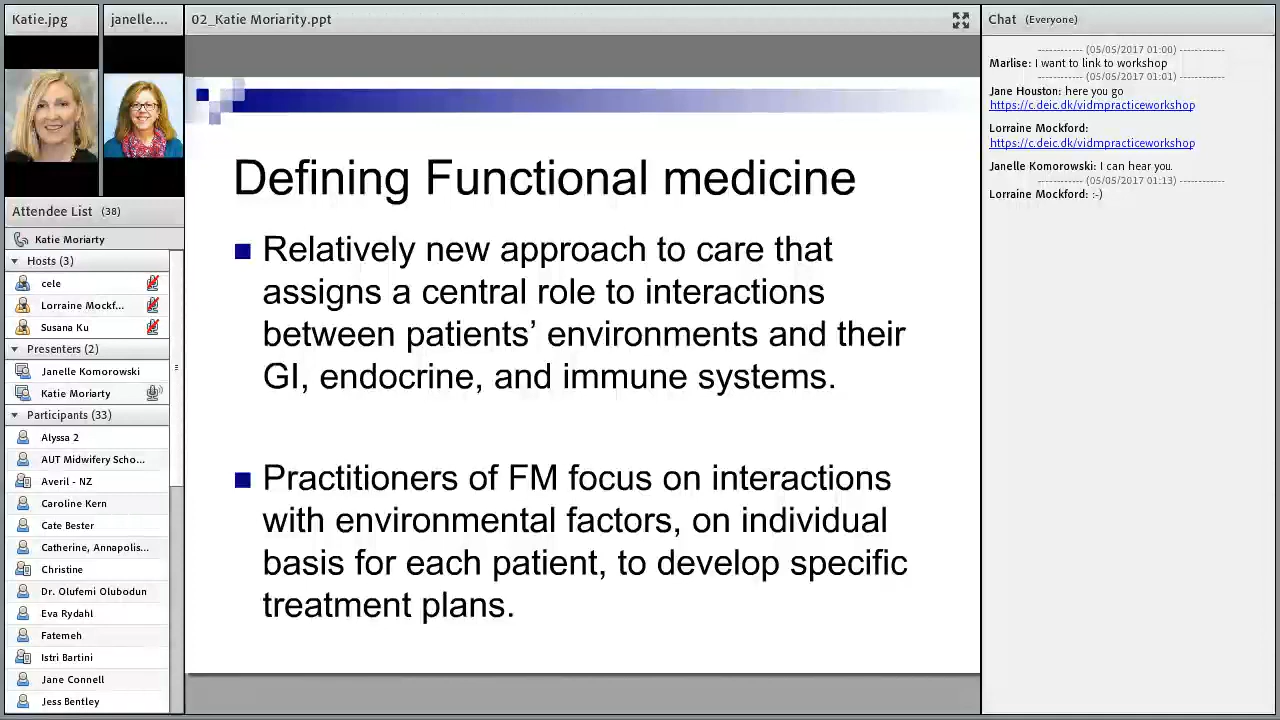 Katie.jpg
janelle....
02_Katie Moriarity.ppt
Attendee List (38)
Katie Moriarty
Hosts (3)
cele
Lorraine Mockf...
Susana Ku
Presenters (2)
Janelle Komorowski
Katie Moriarty
Participants (33)
Alyssa 2
AUT Midwifery Scho...
Averil - NZ
Caroline Kern
Cate Bester
Catherine, Annapolis...
Christine
Dr. Olufemi Olubodun
Eva Rydahl
Fatemeh
Istri Bartini
Jane Connell
Jess Bentley
Defining Functional medicine
Relatively new approach to care that
assigns a central role to interactions
between patients’ environments and their
GI, endocrine, and immune systems.
Practitioners of FM focus on interactions
with environmental factors, on individual
basis for each patient, to develop specific
treatment plans.
Chat (Everyone)
------------ (05/05/2017 01:00) ------------
Marlise: I want to link to workshop
------------ (05/05/2017 01:01) ------------
Jane Houston: here you go
https://c.deic.dk/vidmpracticeworkshop
Lorraine Mockford:
https://c.deic.dk/vidmpracticeworkshop
Janelle Komorowski: I can hear you.
------------ (05/05/2017 01:13) ------------
Lorraine Mockford: :-)